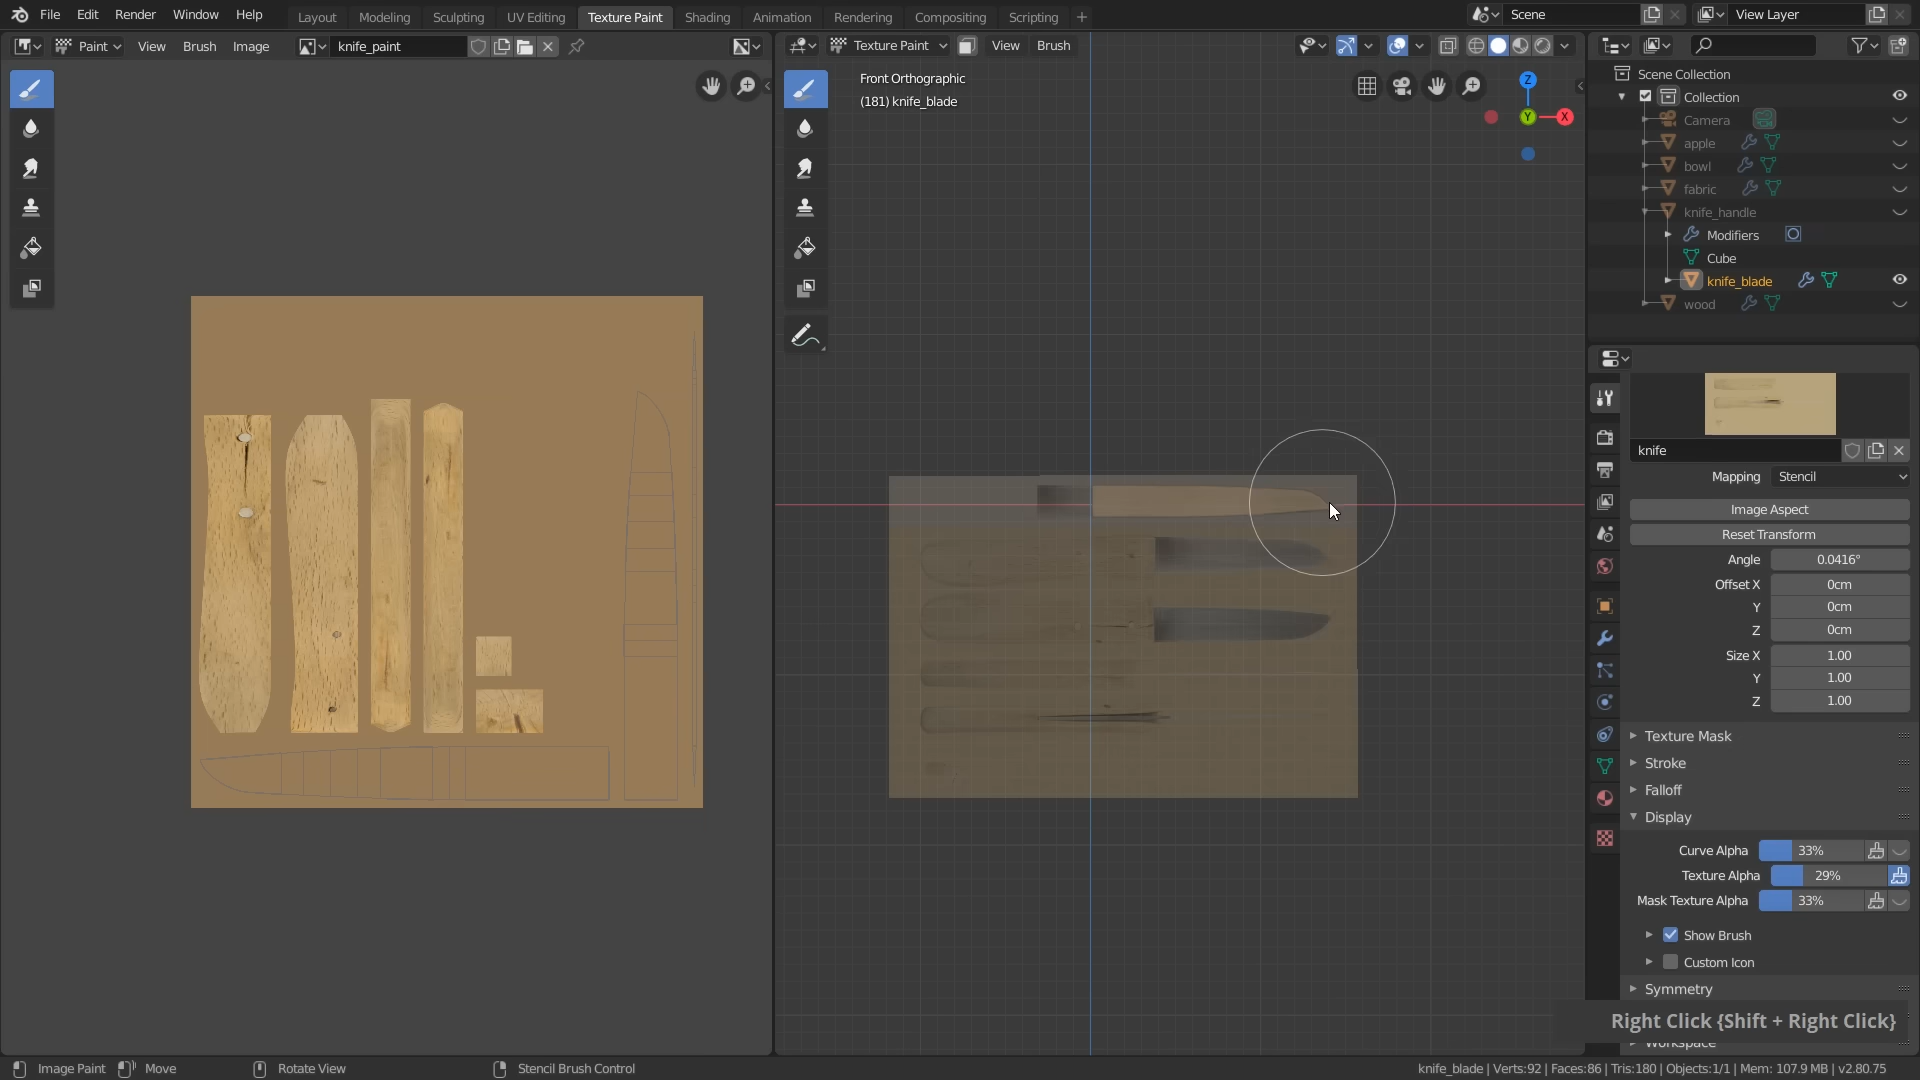 File Edit Render Window Help Layout Modeling Sculpting UV Editing Texture Paint Shading Animation Rendering Compositing Scripting + Scene View Layer
Paint View Brush Image knife_paint
Texture Paint View Brush
Front Orthographic
(181) knife_blade
Z
Y
X
Scene Collection
Collection
Camera
apple
bowl
fabric
knife_handle
Modifiers
Cube
knife_blade
wood
knife
Mapping Stencil
Image Aspect
Reset Transform
Angle 0.0416°
Offset X 0cm
Y 0cm
Z 0cm
Size X 1.00
Y 1.00
Z 1.00
Texture Mask
Stroke
Falloff
Display
Curve Alpha 33%
Texture Alpha 29%
Mask Texture Alpha 33%
Show Brush
Custom Icon
Symmetry
Right Click {Shift + Right Click}
Workspace
Image Paint Move Rotate View Stencil Brush Control knife_blade | Verts:92 | Faces:86 | Tris:180 | Objects:1/1 | Mem: 107.9 MB | v2.80.75